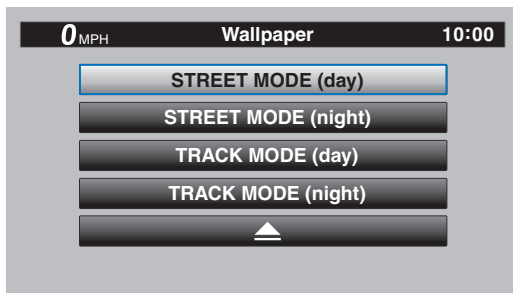 0 MPH Wallpaper 10:00
STREET MODE (day)
STREET MODE (night)
TRACK MODE (day)
TRACK MODE (night)